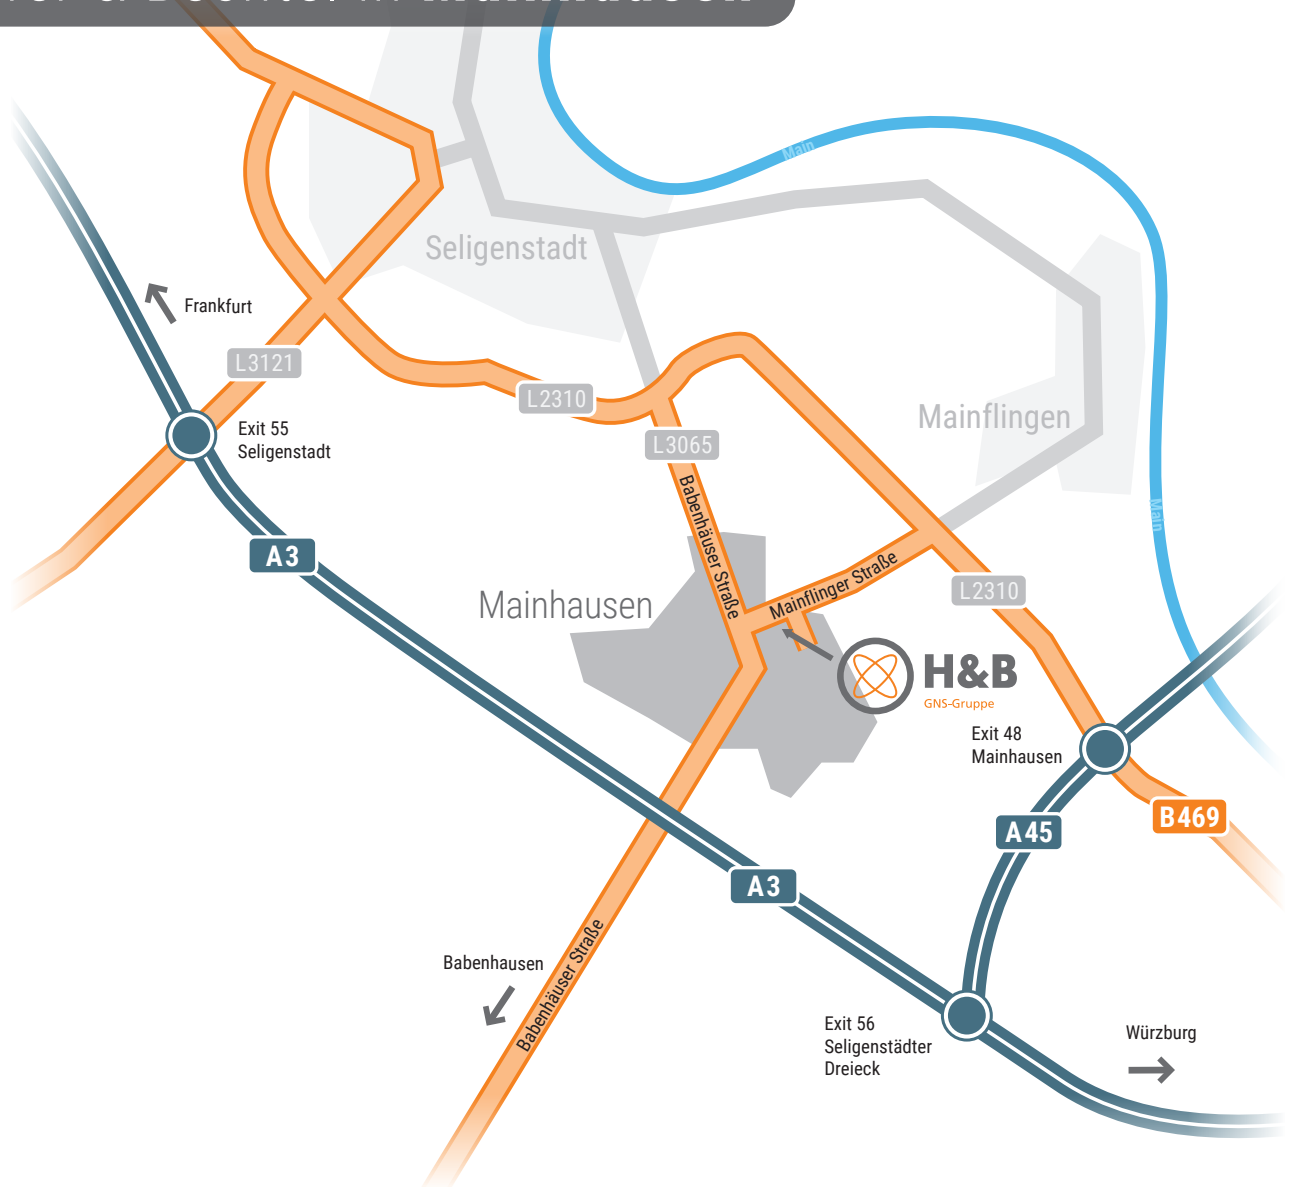 Mainhausen
Main
Seligenstadt
Frankfurt
L3121
L2310
Mainflingen
Exit 55
Seligenstadt
L3065
Babenhäuser Straße
Main
A3
Mainflinger Straße
L2310
Mainhausen
H&B
GNS-Gruppe
Exit 48
Mainhausen
B469
A45
A3
Babenhausen
Babenhäuser Straße
Exit 56
Seligenstädter
Dreieck
Würzburg